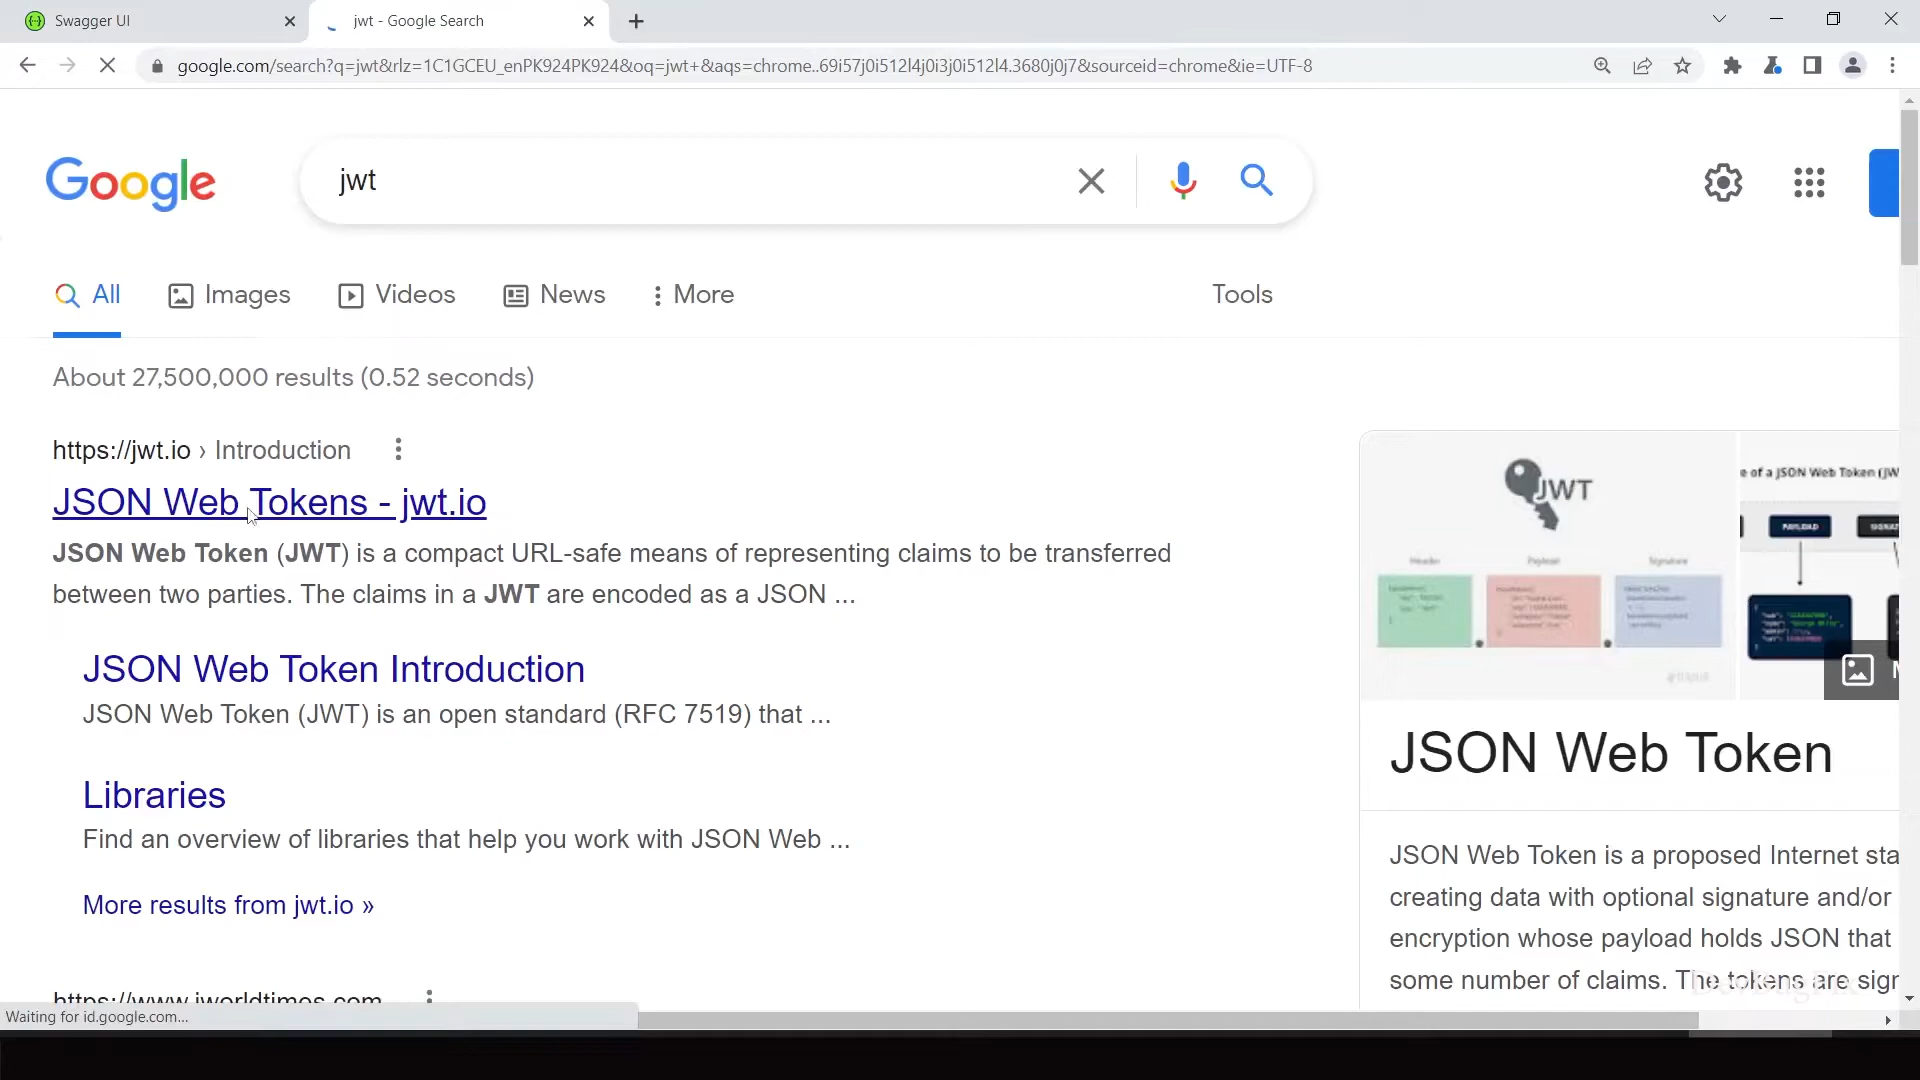 Swagger UI
jwt - Google Search
google.com/search?q=jwt&rlz=1C1GCEU_enPK924PK924&oq=jwt+&aqs=chrome..69i57j0i512l4j0i3j0i512l4.3680j0j7&sourceid=chrome&ie=UTF-8
Google
jwt
All
Images
Videos
News
More
Tools
About 27,500,000 results (0.52 seconds)
https://jwt.io › Introduction
JSON Web Tokens - jwt.io
JSON Web Token (JWT) is a compact URL-safe means of representing claims to be transferred
between two parties. The claims in a JWT are encoded as a JSON ...
JSON Web Token Introduction
JSON Web Token (JWT) is an open standard (RFC 7519) that ...
Libraries
Find an overview of libraries that help you work with JSON Web ...
More results from jwt.io »
https://www.iworldtimes.com
JWT
Header
Payload
Signature
e of a JSON Web Token (JW
PAYLOAD
SIGNA
JSON Web Token
JSON Web Token is a proposed Internet sta
creating data with optional signature and/or
encryption whose payload holds JSON that
some number of claims. The tokens are sigr
Waiting for id.google.com...